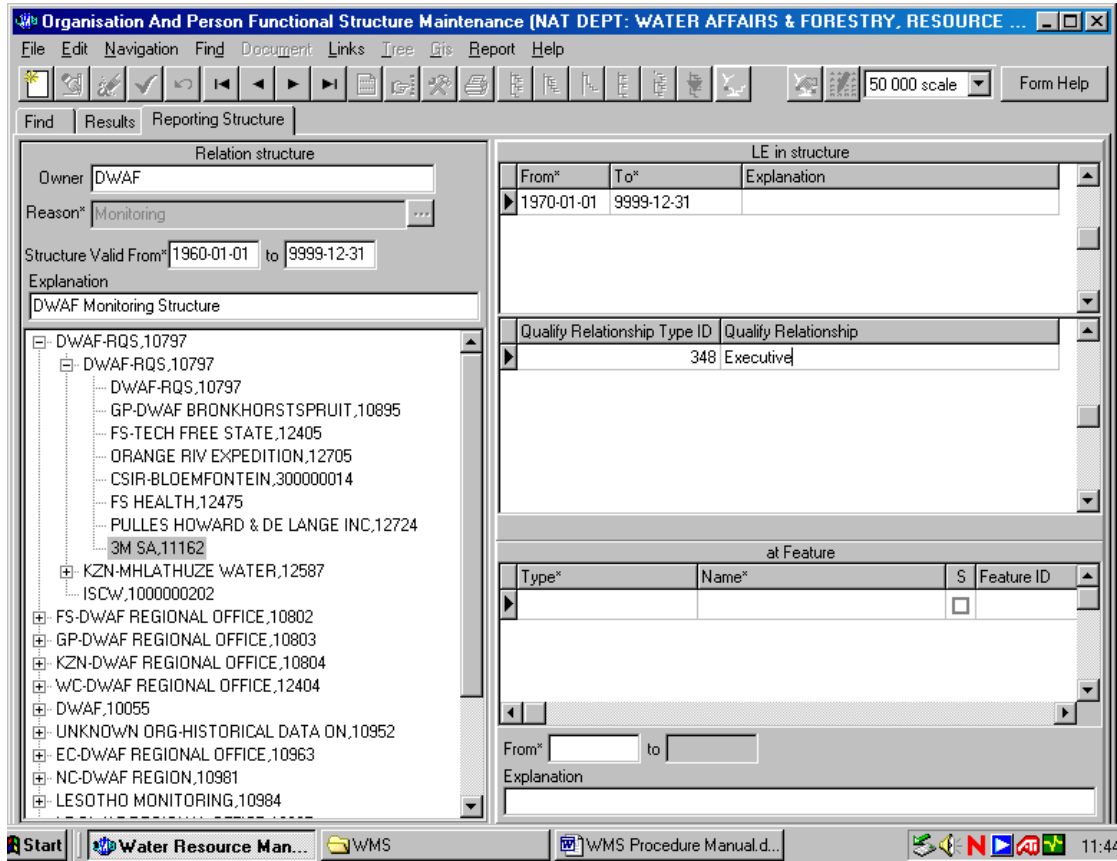 Organisation And Person Functional Structure Maintenance (NAT DEPT: WATER AFFAIRS & FORESTRY, RESOURCE ...
File Edit Navigation Find Document Links Tree Gis Report Help
50 000 scale Form Help
Find Results Reporting Structure
Relation structure
Owner DWAF
Reason* Monitoring ...
Structure Valid From* 1960-01-01 to 9999-12-31
Explanation
DWAF Monitoring Structure
DWAF-RQS,10797
DWAF-RQS,10797
DWAF-RQS,10797
GP-DWAF BRONKHORSTSPRUIT,10895
FS-TECH FREE STATE,12405
ORANGE RIV EXPEDITION,12705
CSIR-BLOEMFONTEIN,300000014
FS HEALTH,12475
PULLES HOWARD & DE LANGE INC,12724
3M SA,11162
KZN-MHLATHUZE WATER,12587
ISCW,1000000202
FS-DWAF REGIONAL OFFICE,10802
GP-DWAF REGIONAL OFFICE,10803
KZN-DWAF REGIONAL OFFICE,10804
WC-DWAF REGIONAL OFFICE,12404
DWAF,10055
UNKNOWN ORG-HISTORICAL DATA ON,10952
EC-DWAF REGIONAL OFFICE,10963
NC-DWAF REGION,10981
LESOTHO MONITORING,10984
LE in structure
From* To* Explanation
1970-01-01 9999-12-31
Qualify Relationship Type ID Qualify Relationship
348 Executive
at Feature
Type* Name* S Feature ID
From* to
Explanation
Start Water Resource Man... WMS WMS Procedure Manual.d... N 11:44